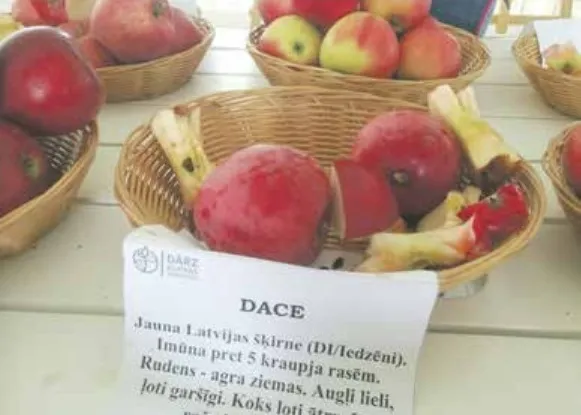 DĀRZ
DACE
Jauna Latvijas šķirne (DI/Iedzēni).
Imūna pret 5 kraupja rasēm.
Rudens - agra ziemas. Augļi lieli,
ļoti garšīgi. Koks ļoti